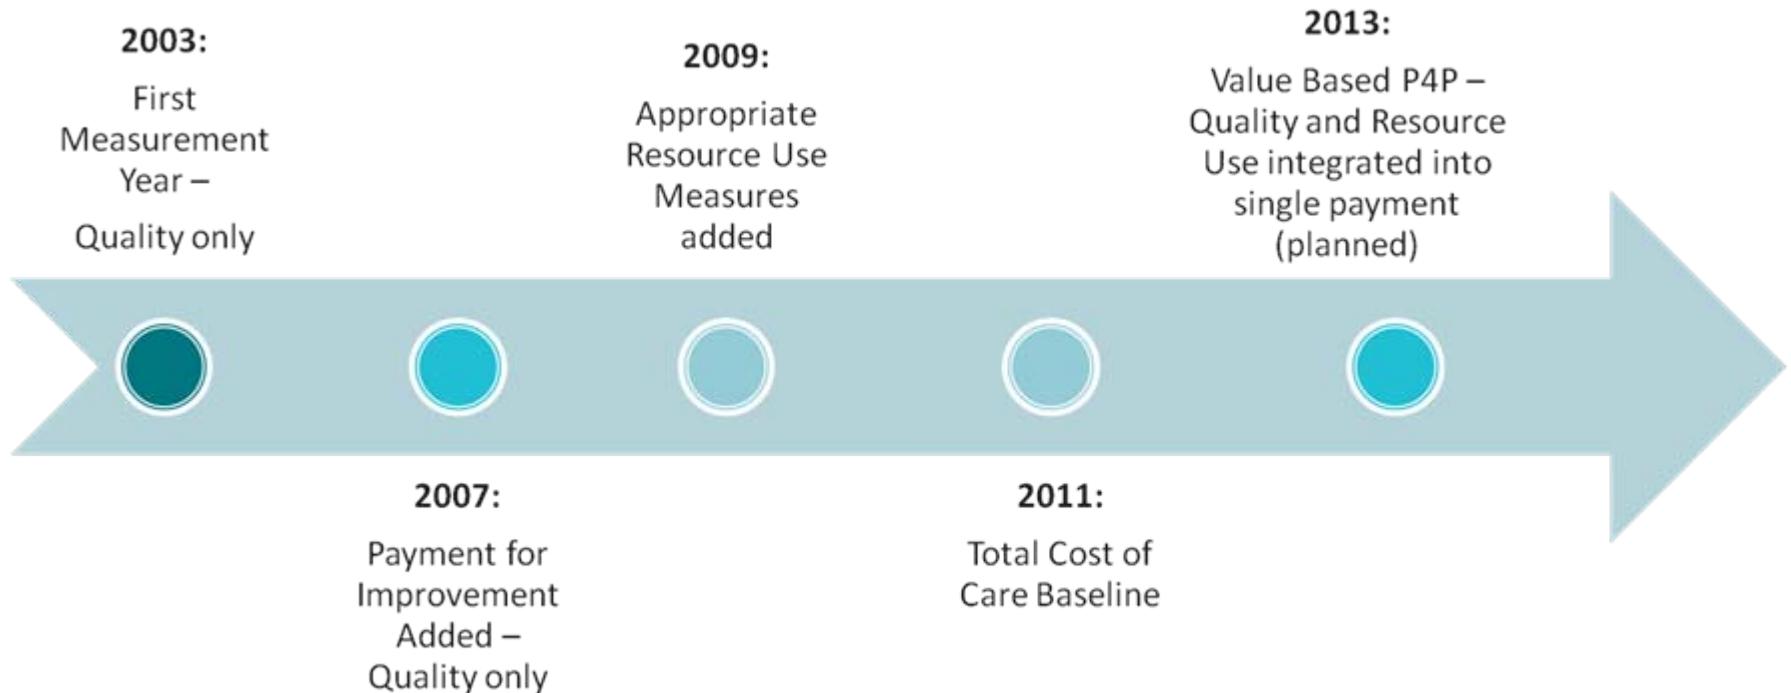 2003:
First
Measurement
Year –
Quality only
2007:
Payment for
Improvement
Added –
Quality only
2009:
Appropriate
Resource Use
Measures
added
2011:
Total Cost of
Care Baseline
2013:
Value Based P4P –
Quality and Resource
Use integrated into
single payment
(planned)